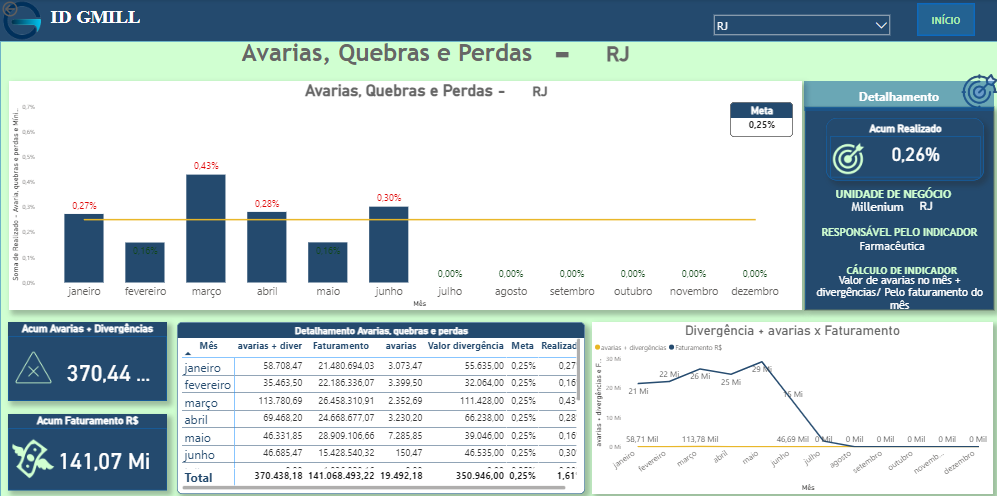 ID GMILL
RJ
INÍCIO
Avarias, Quebras e Perdas – RJ
Avarias, Quebras e Perdas - RJ
Meta
0,25%
0,7%
0,6%
0,5%
0,4%
0,3%
0,2%
0,1%
0,0%
Soma de Realizado - Avaria, quebras e perdas e Míni...
0,27%
0,16%
0,43%
0,28%
0,16%
0,30%
0,00%
0,00%
0,00%
0,00%
0,00%
0,00%
janeiro fevereiro março abril maio junho julho agosto setembro outubro novembro dezembro
Mês
Detalhamento
Acum Realizado
0,26%
UNIDADE DE NEGÓCIO
Millenium RJ
RESPONSÁVEL PELO INDICADOR
Farmacêutica
CÁLCULO DE INDICADOR
Valor de avarias no mês +
divergências/ Pelo faturamento do
mês
Acum Avarias + Divergências
370,44 ...
Acum Faturamento R$
141,07 Mi
Detalhamento Avarias, quebras e perdas
Mês avarias + diver Faturamento avarias Valor divergência Meta Realizad
janeiro 58.708,47 21.480.694,03 3.073,47 55.635,00 0,25% 0,27
fevereiro 35.463,50 22.186.336,07 3.399,50 32.064,00 0,25% 0,16
março 113.780,69 26.458.310,91 2.352,69 111.428,00 0,25% 0,43
abril 69.468,20 24.668.677,07 3.230,20 66.238,00 0,25% 0,28
maio 46.331,85 28.909.106,66 7.285,85 39.046,00 0,25% 0,16
junho 46.685,47 15.428.540,32 150,47 46.535,00 0,25% 0,30
Total 370.438,18 141.068.493,22 19.492,18 350.946,00 0,25% 1,61
Divergência + avarias x Faturamento
avarias + divergências Faturamento R$
avarias + divergências e F...
30 Mi
20 Mi
10 Mi
0 Mi
21 Mi
22 Mi
26 Mi
25 Mi
29 Mi
15 Mi
58,71 Mil 113,78 Mil 46,69 Mil 0 Mil 0 Mil 0 Mil 0 Mil 0 Mil
janeiro fevereiro março abril maio junho julho agosto setembro outubro novemb... dezembro
Mês